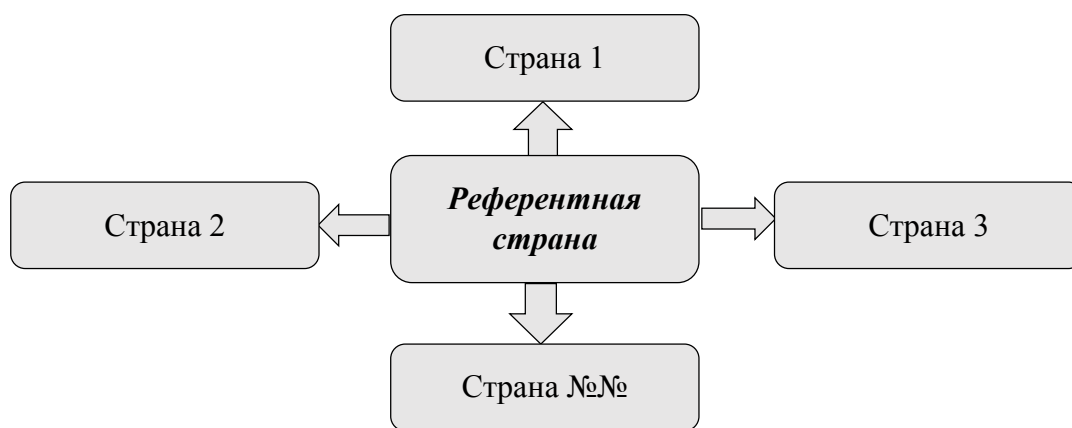 Страна 1
Страна 2
Референтная
страна
Страна 3
Страна №№